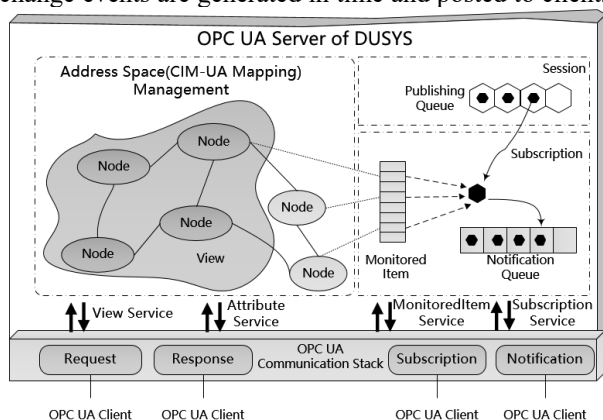 change events are generated in time and posted to client
OPC UA Server of DUSYS
Address Space(CIM-UA Mapping)
Management
Session
Publishing
Queue
Subscription
Node
Node
Node
Node
Node
Node
View
Monitored
Item
Notification
Queue
View Service
Attribute
Service
MonitoredItem
Service
Subscription
Service
OPC UA
Communication Stack
Request
Response
Subscription
Notification
OPC UA Client
OPC UA Client
OPC UA Client
OPC UA Client